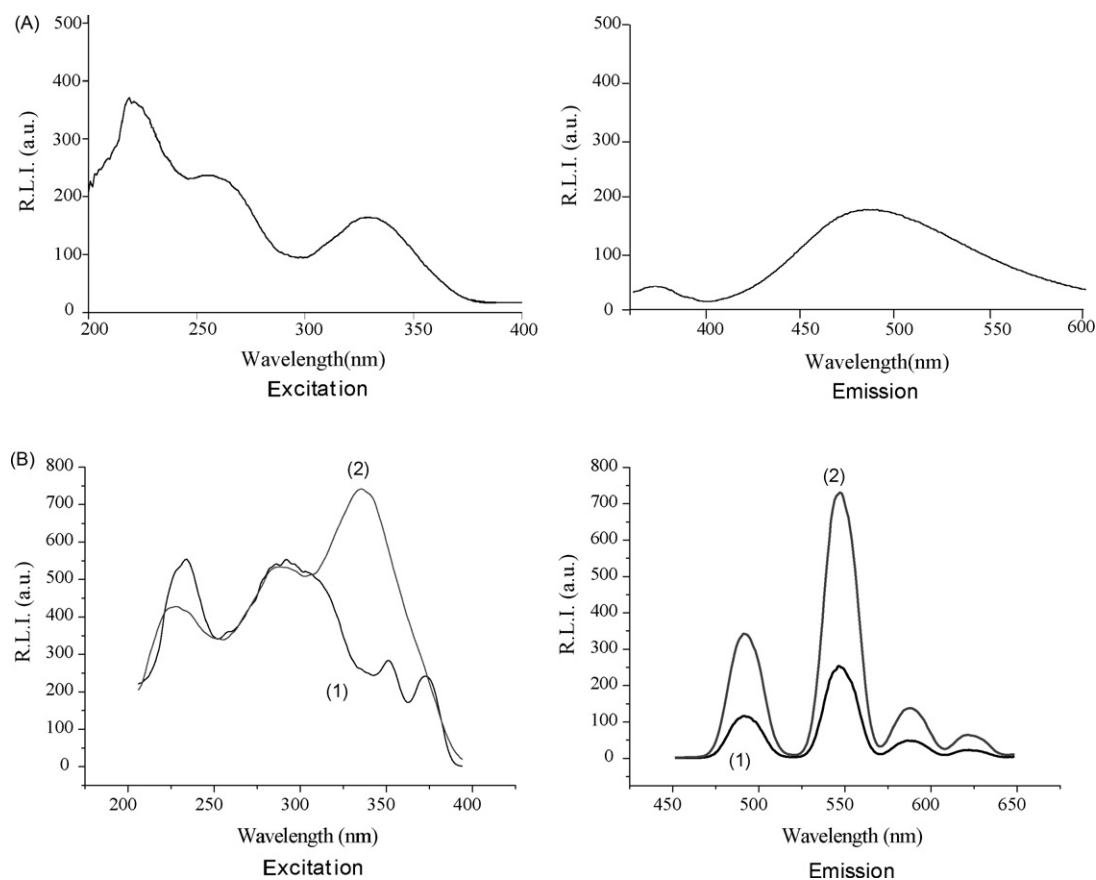 (A)
500
400
300
200
100
0
R.L.I. (a.u.)
200 250 300 350 400
Wavelength(nm)
Excitation
500
400
300
200
100
0
R.L.I. (a.u.)
400 450 500 550 600
Wavelength(nm)
Emission
(B)
800
700
600
500
400
300
200
100
0
R.L.I. (a.u.)
(2)
(1)
200 250 300 350 400
Wavelength (nm)
Excitation
800
700
600
500
400
300
200
100
0
R.L.I. (a.u.)
(2)
(1)
450 500 550 600 650
Wavelength (nm)
Emission